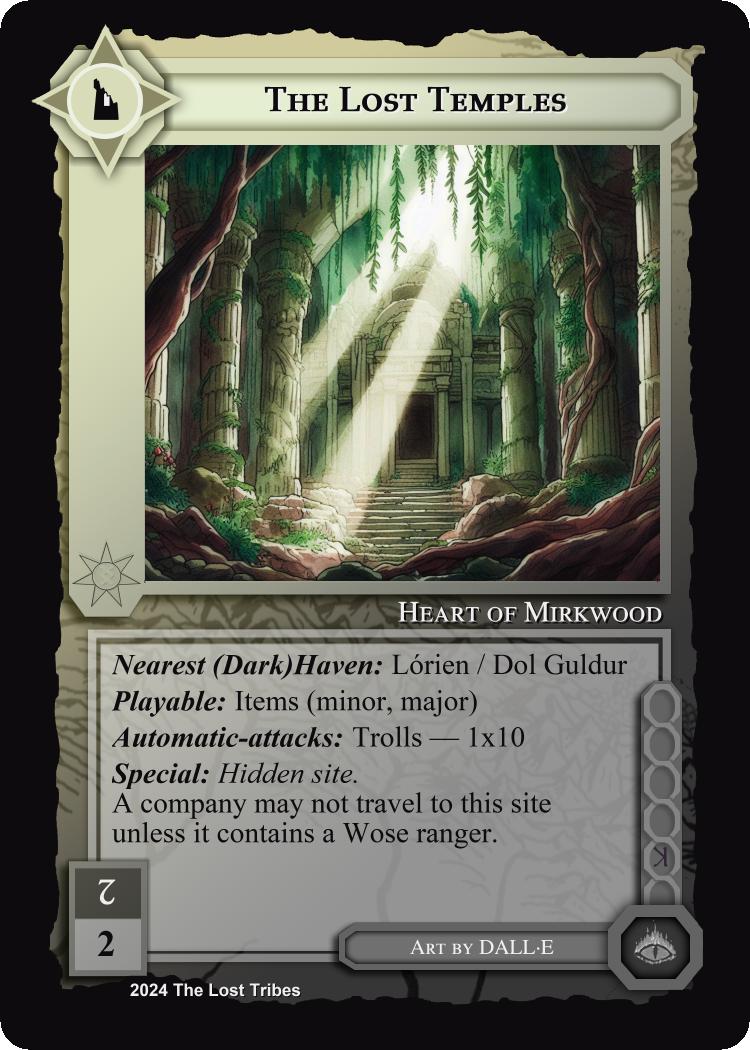 THE LOST TEMPLES
HEART OF MIRKWOOD
Nearest (Dark)Haven: Lórien / Dol Guldur
Playable: Items (minor, major)
Automatic-attacks: Trolls — 1x10
Special: Hidden site.
A company may not travel to this site
unless it contains a Wose ranger.
2
2
ART BY DALL·E
2024 The Lost Tribes